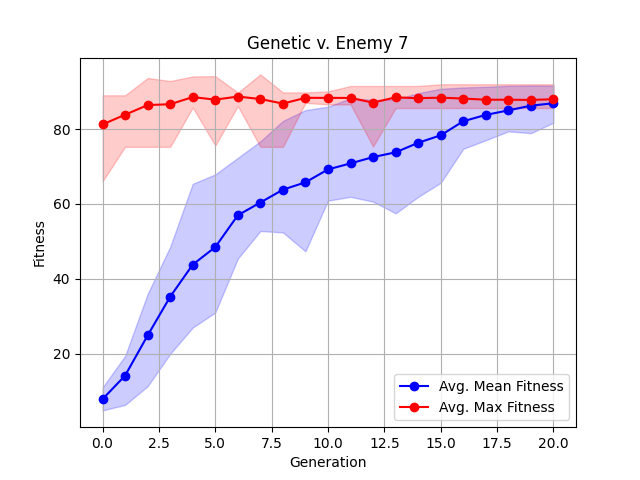 Genetic v. Enemy 7
Fitness
80
60
40
20
0.0 2.5 5.0 7.5 10.0 12.5 15.0 17.5 20.0
Generation
Avg. Mean Fitness
Avg. Max Fitness